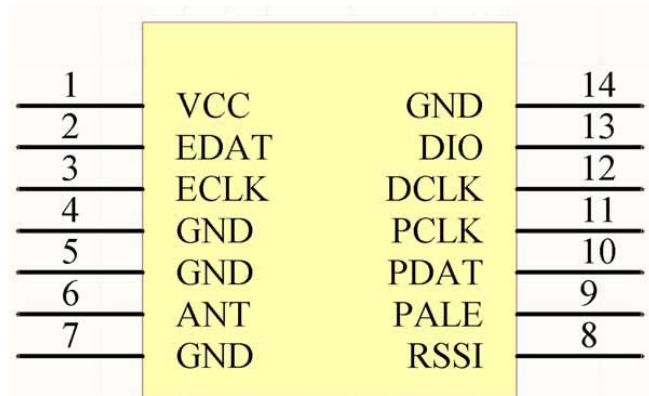 1 VCC GND 14
2 EDAT DIO 13
3 ECLK DCLK 12
4 GND PCLK 11
5 GND PDAT 10
6 ANT PALE 9
7 GND RSSI 8